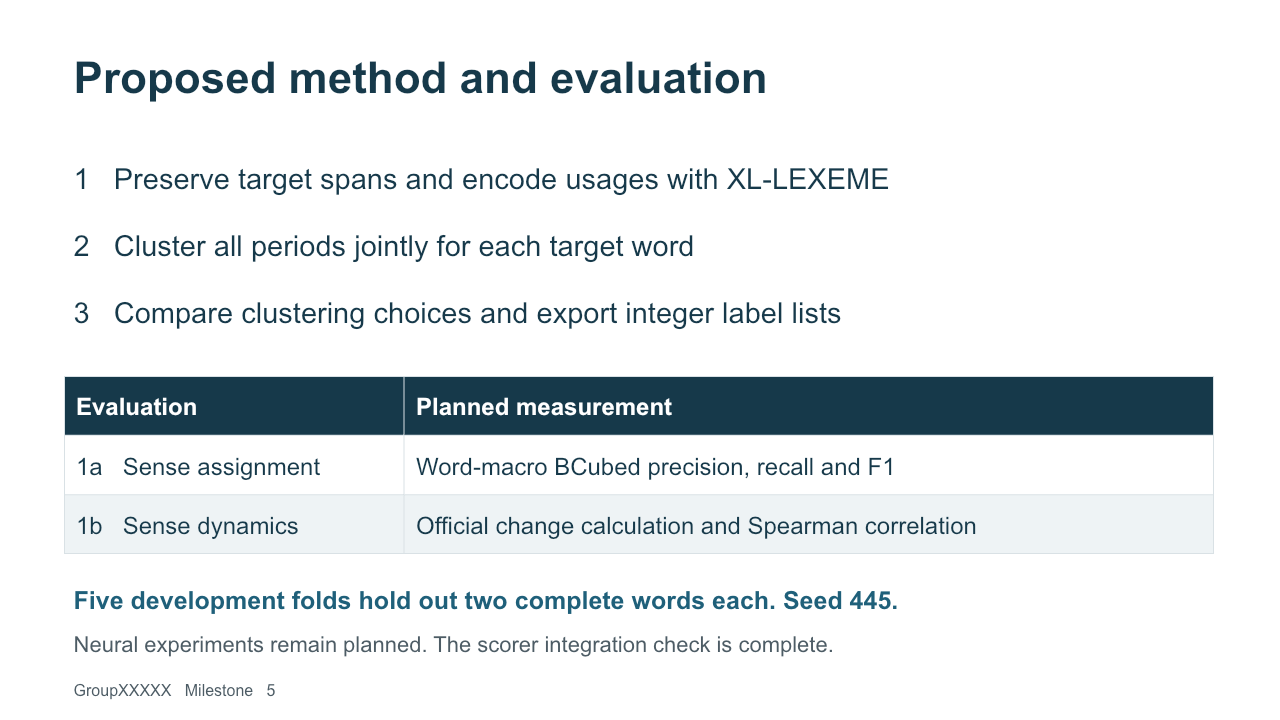 Proposed method and evaluation
1 Preserve target spans and encode usages with XL-LEXEME
2 Cluster all periods jointly for each target word
3 Compare clustering choices and export integer label lists
Evaluation Planned measurement
1a Sense assignment Word-macro BCubed precision, recall and F1
1b Sense dynamics Official change calculation and Spearman correlation
Five development folds hold out two complete words each. Seed 445.
Neural experiments remain planned. The scorer integration check is complete.
GroupXXXXX Milestone 5